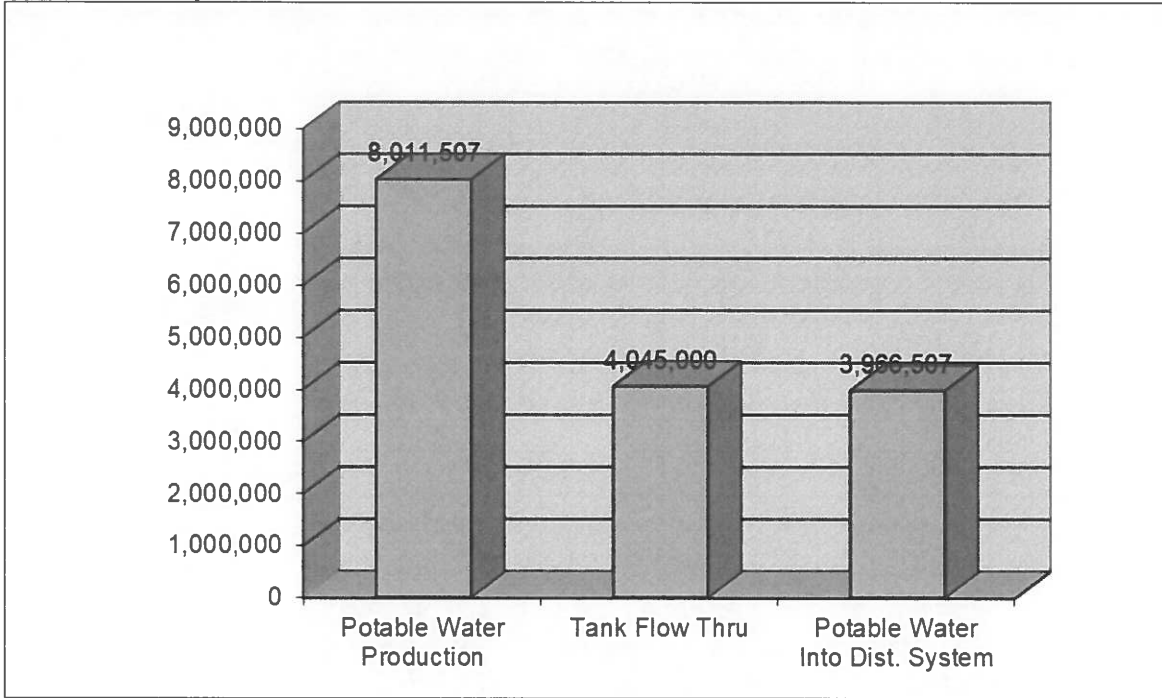 9,000,000
8,000,000
7,000,000
6,000,000
5,000,000
4,000,000
3,000,000
2,000,000
1,000,000
0
8,011,507
4,045,000
3,966,507
Potable Water
Production
Tank Flow Thru
Potable Water
Into Dist. System